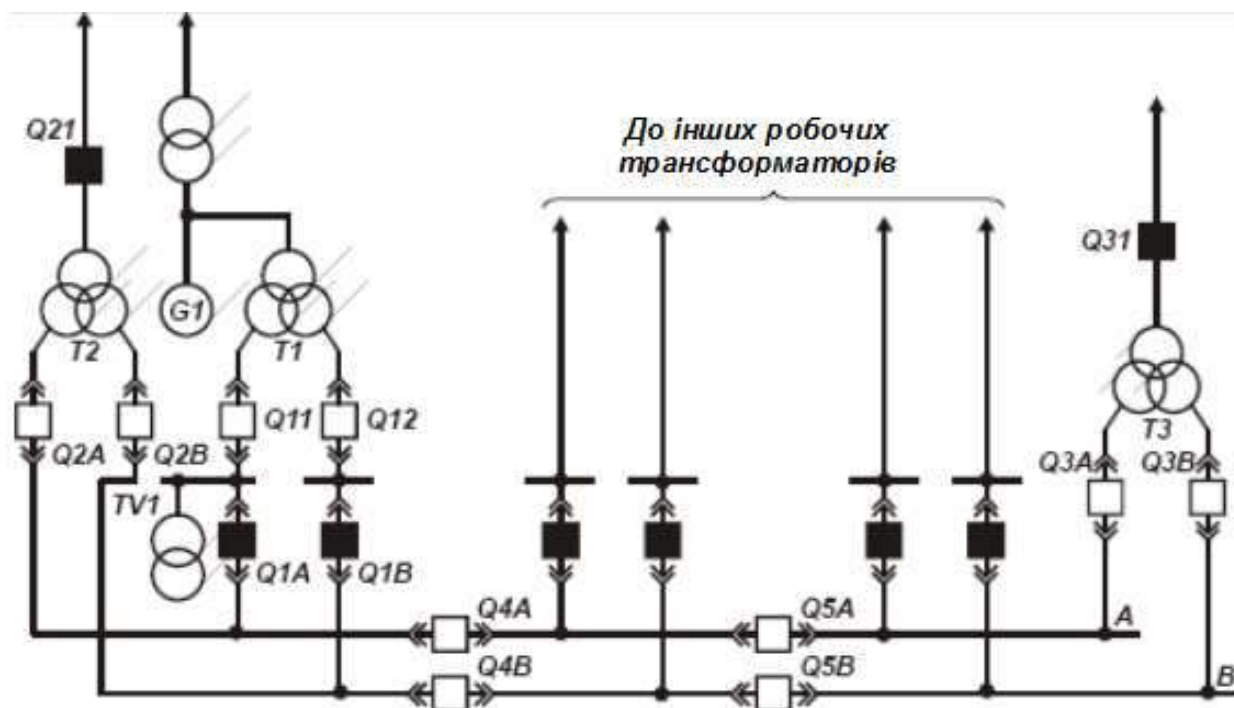 Q21
До інших робочих
трансформаторів
Q31
G1
T2
T1
T3
Q11
Q12
Q2A
Q2B
Q3A
Q3B
TV1
Q1A
Q1B
Q4A
Q5A
A
Q4B
Q5B
B